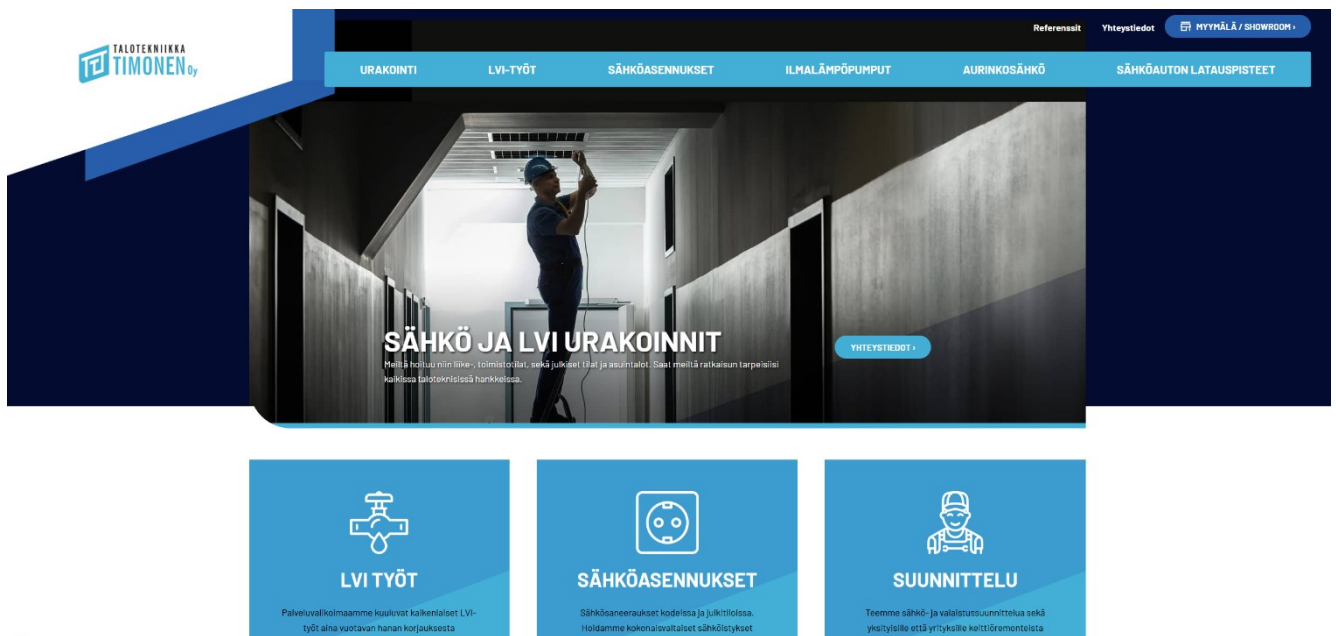 TALOTEKNIIKKA
TIMONEN Oy
Referenssit
Yhteystiedot
MYYMÄLÄ / SHOWROOM ›
URAKOINTI
LVI-TYÖT
SÄHKÖASENNUKSET
ILMALÄMPÖPUMPUT
AURINKOSÄHKÖ
SÄHKÖAUTON LATAUSPISTEET
SÄHKÖ JA LVI URAKOINNIT
Meiltä hoituu niin liike-, toimistotilat, sekä julkiset tilat ja asuintalot. Saat meiltä ratkaisun tarpeisiisi
kaikissa taloteknisissä hankkeissa.
YHTEYSTIEDOT ›
LVI TYÖT
Palveluvalikoimaamme kuuluvat kaikenlaiset LVI-
työt aina vuotavan hanan korjauksesta
SÄHKÖASENNUKSET
Sähkösaneeraukset kodeissa ja julkitiloissa.
Hoidamme kokonaisvaltaiset sähköistykset
SUUNNITTELU
Teemme sähkö- ja valaistussuunnittelua sekä
yksityisille että yrityksille keittiöremonteista